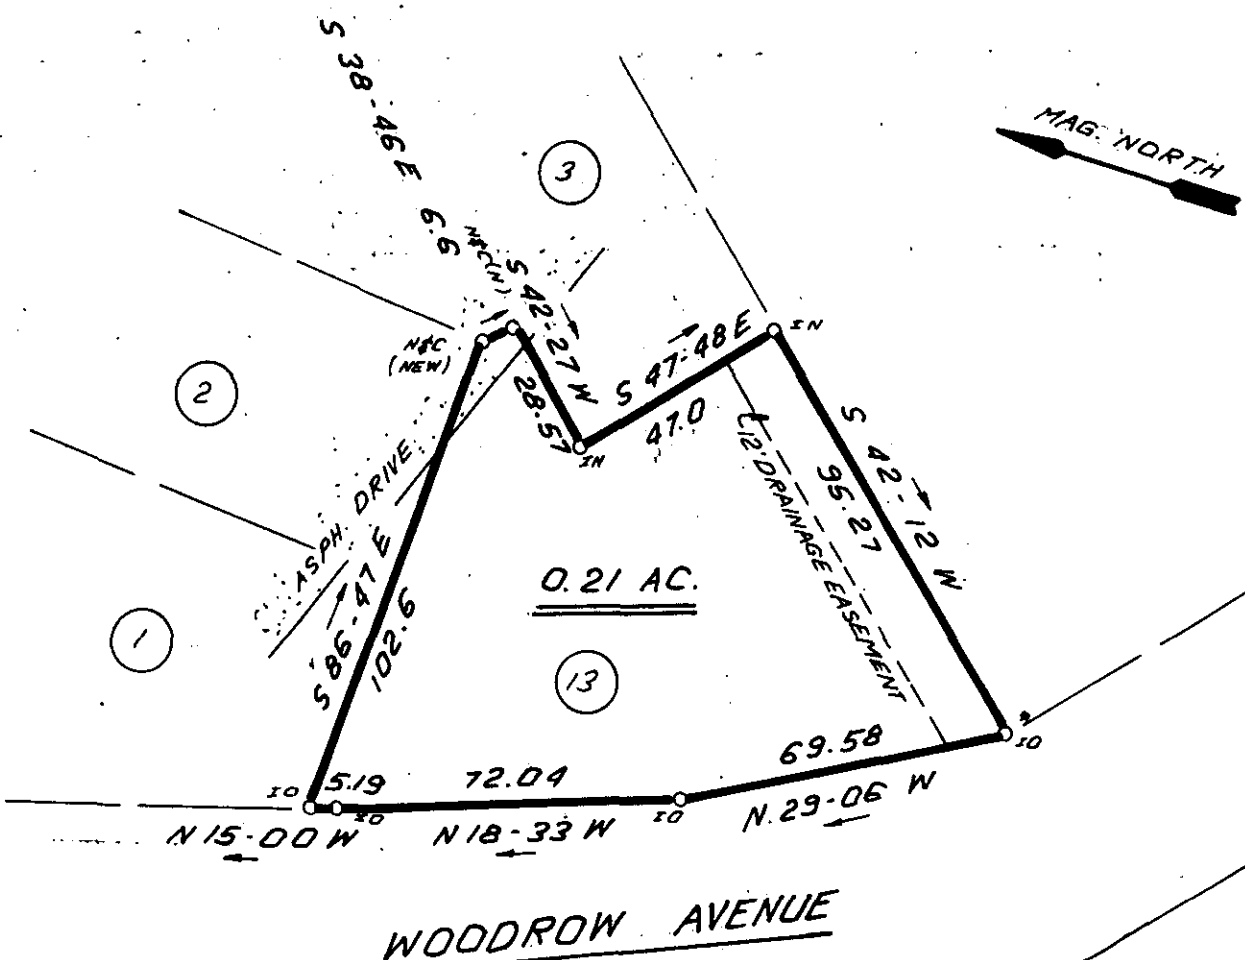 S 38-46 E 6.6
MAG. NORTH
3
N&C(N)
S 42-27 W
28.57
N&C
(NEW)
IN
S 47-48 E
47.0
IN
2
ASPH. DRIVE
12' DRAINAGE EASEMENT
S 42-12 W
95.27
S 86-47 E
102.6
0.21 AC.
1
13
IO
5.19
IO
72.04
IO
69.58
IO
N 15-00 W
N 18-33 W
N. 29-06 W
WOODROW AVENUE